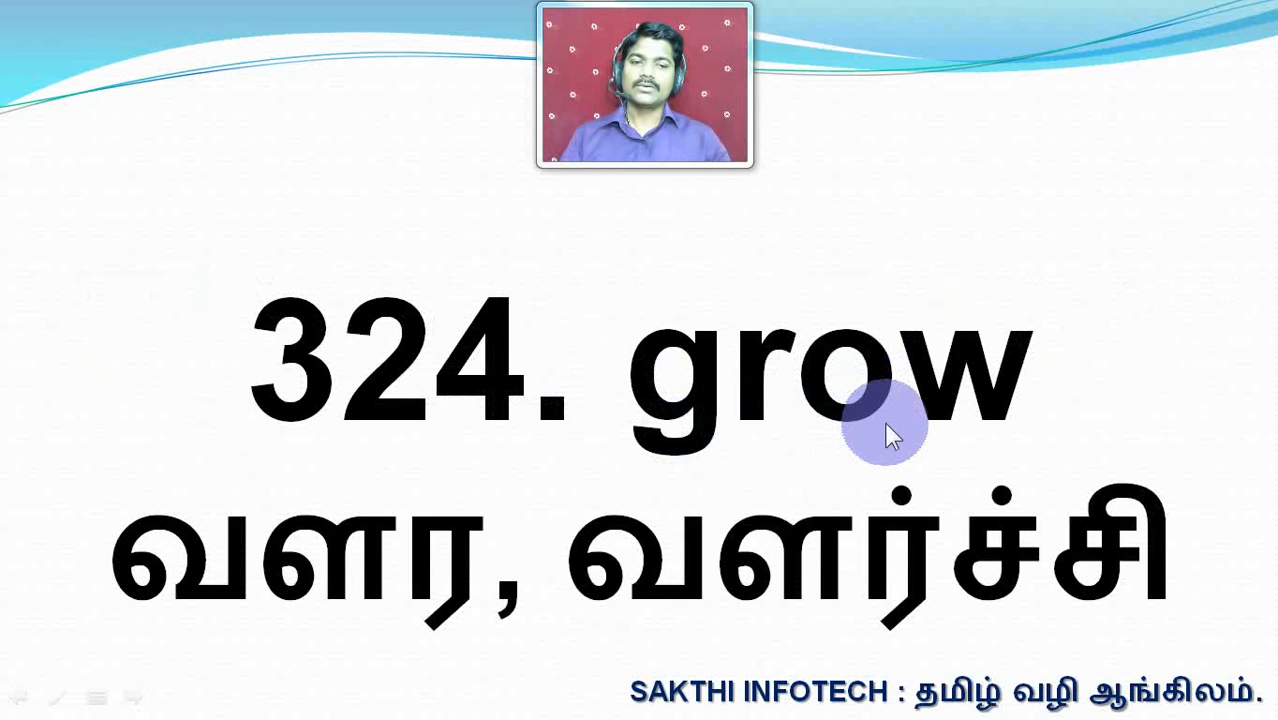 324. grow
வளர, வளர்ச்சி
SAKTHI INFOTECH : தமிழ் வழி ஆங்கிலம்.